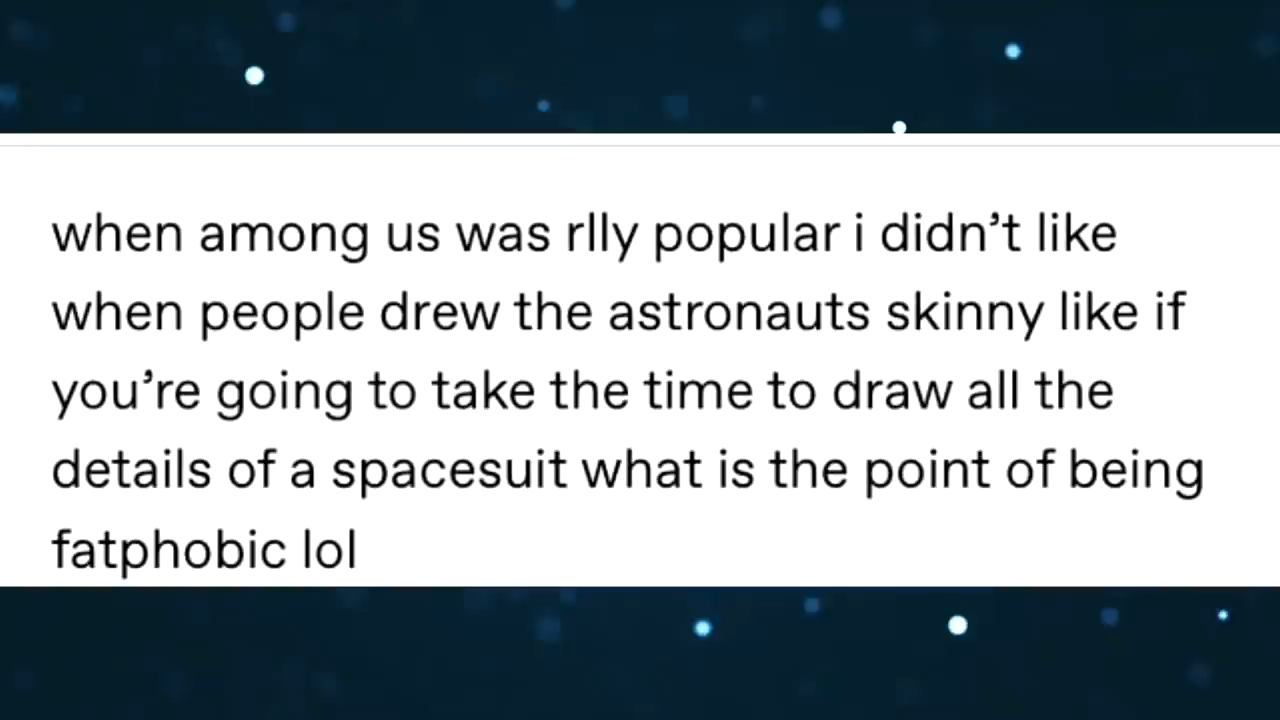 when among us was rlly popular i didn’t like
when people drew the astronauts skinny like if
you’re going to take the time to draw all the
details of a spacesuit what is the point of being
fatphobic lol